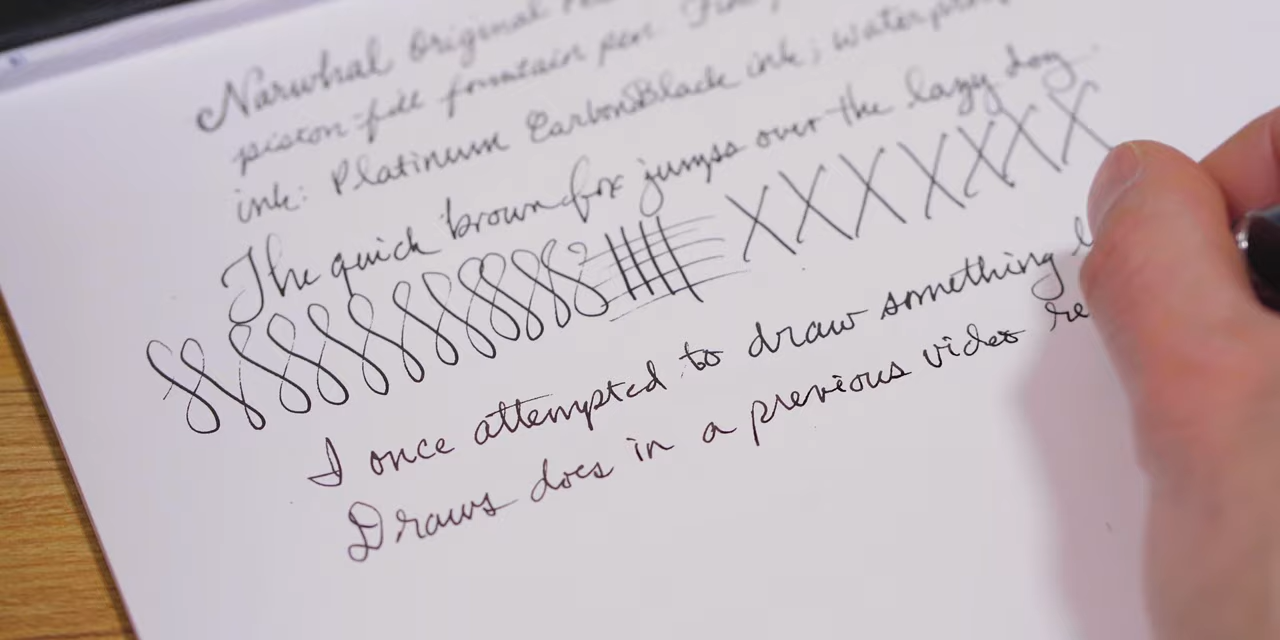 Narwhal Original
piston-fill fountain pen.
ink: Platinum CarbonBlack ink; waterproof
The quick brown fox jumps over the lazy dog.
X X X X X X X
I once attempted to draw something
Draws does in a previous video